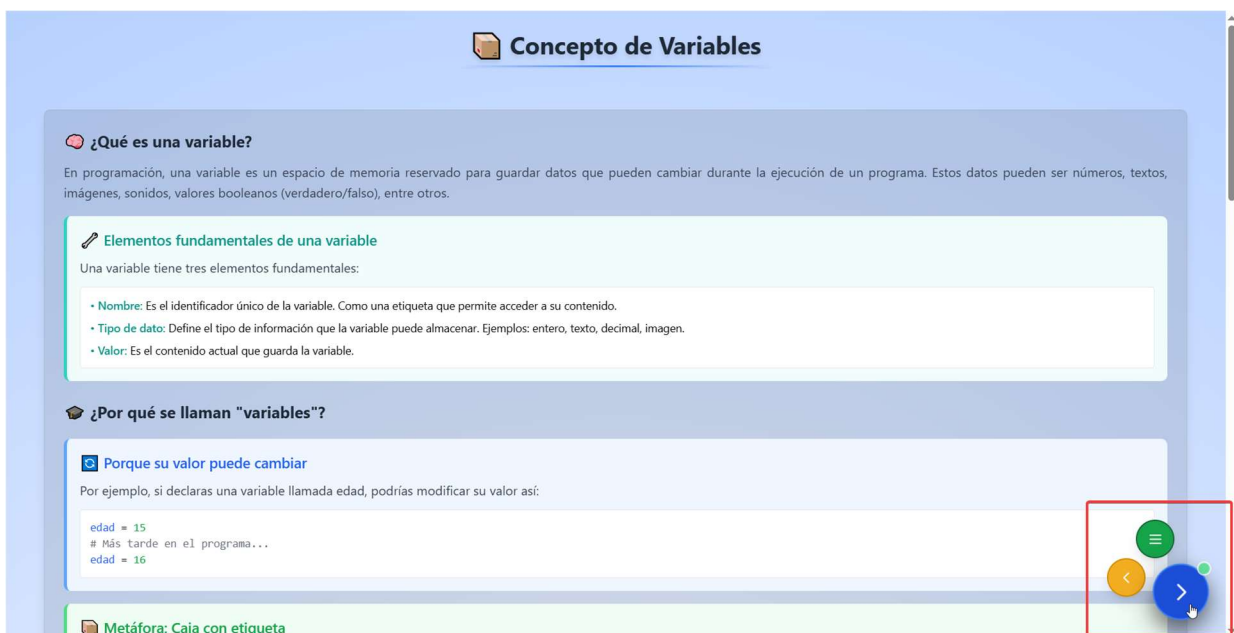 Concepto de Variables
¿Qué es una variable?
En programación, una variable es un espacio de memoria reservado para guardar datos que pueden cambiar durante la ejecución de un programa. Estos datos pueden ser números, textos,
imágenes, sonidos, valores booleanos (verdadero/falso), entre otros.
Elementos fundamentales de una variable
Una variable tiene tres elementos fundamentales:
• Nombre: Es el identificador único de la variable. Como una etiqueta que permite acceder a su contenido.
• Tipo de dato: Define el tipo de información que la variable puede almacenar. Ejemplos: entero, texto, decimal, imagen.
• Valor: Es el contenido actual que guarda la variable.
¿Por qué se llaman "variables"?
Porque su valor puede cambiar
Por ejemplo, si declaras una variable llamada edad, podrías modificar su valor así:
edad = 15
# Más tarde en el programa...
edad = 16
Metáfora: Caja con etiqueta